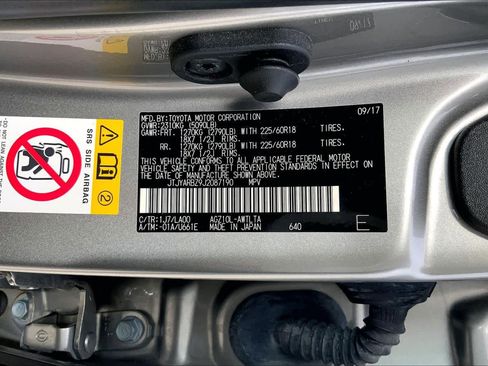 MFD.BY:TOYOTA MOTOR CORPORATION 09/17
GVWR:2310KG (5090LB)
GAWR:FRT. 1270KG (2790LB) WITH 225/60R18 TIRES.
18X7 1/2J RIMS.
RR. 1270KG (2790LB) WITH 225/60R18 TIRES.
18X7 1/2J RIMS.
THIS VEHICLE CONFORMS TO ALL APPLICABLE FEDERAL MOTOR
VEHICLE SAFETY AND THEFT PREVENTION STANDARDS IN EFFECT ON
THE DATE OF MANUFACTURE SHOWN ABOVE.
JTJYARBZ9J2087190 MPV
C/TR:1J7/LA00 AGZ10L-AWTLTA
A/TM:-01A/U661E MADE IN JAPAN 640
E
SRS SIDE AIRBAG
2